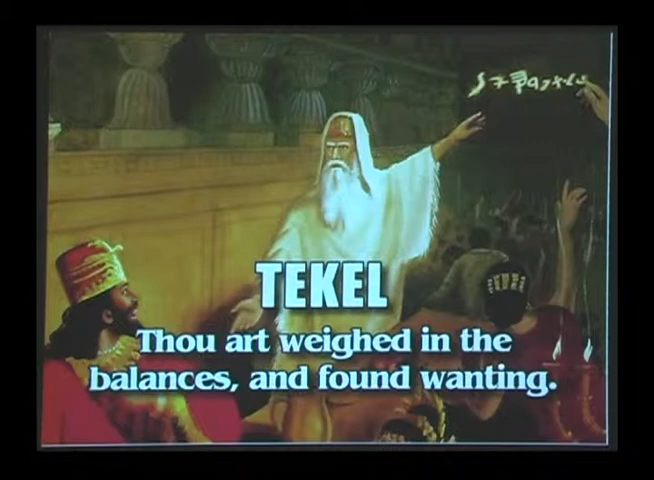 TEKEL
Thou art weighed in the
balances, and found wanting.